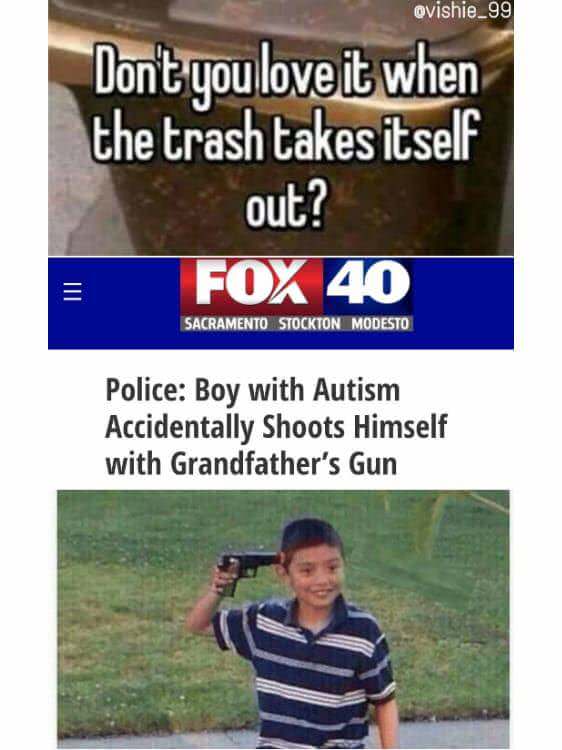 @vishie_99
Don't you love it when
the trash takes itself
out?
FOX 40
SACRAMENTO STOCKTON MODESTO
Police: Boy with Autism
Accidentally Shoots Himself
with Grandfather's Gun